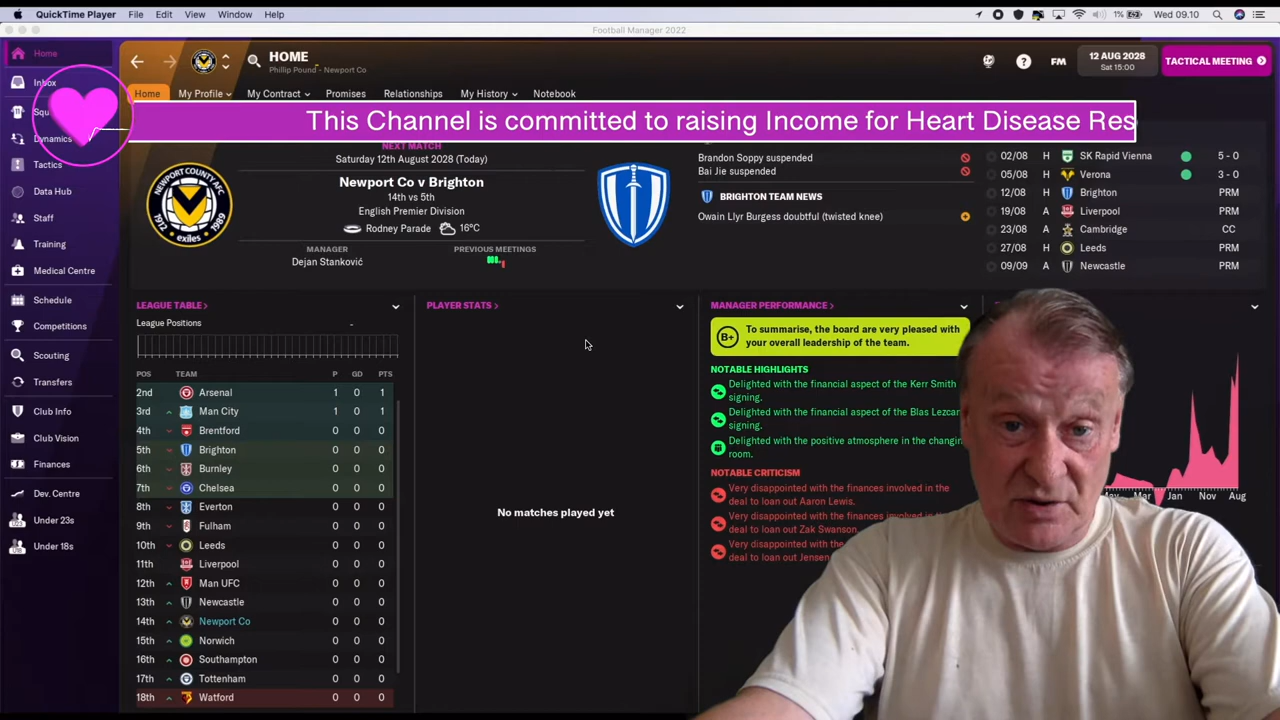 QuickTime Player File Edit View Window Help
1% Wed 09.10
Football Manager 2022
Home
Inbox
Squ
Dynamics
Tactics
Data Hub
Staff
Training
Medical Centre
Schedule
Competitions
Scouting
Transfers
Club Info
Club Vision
Finances
Dev. Centre
Under 23s
Under 18s
HOME
Phillip Pound - Newport Co
FM
12 AUG 2028
Sat 15:00
TACTICAL MEETING
Home My Profile My Contract Promises Relationships My History Notebook
This Channel is committed to raising Income for Heart Disease Res
NEXT MATCH
Saturday 12th August 2028 (Today)
Newport Co v Brighton
14th vs 5th
English Premier Division
Rodney Parade 16°C
MANAGER
Dejan Stanković
PREVIOUS MEETINGS
NEWPORT COUNTY AFC
1912 exiles 1989
Brandon Soppy suspended
Bai Jie suspended
BRIGHTON TEAM NEWS
Owain Llyr Burgess doubtful (twisted knee)
02/08 H SK Rapid Vienna 5 - 0
05/08 H Verona 3 - 0
12/08 H Brighton PRM
19/08 A Liverpool PRM
23/08 A Cambridge CC
27/08 H Leeds PRM
09/09 A Newcastle PRM
LEAGUE TABLE >
League Positions -
POS TEAM P GD PTS
2nd Arsenal 1 0 1
3rd Man City 1 0 1
4th Brentford 0 0 0
5th Brighton 0 0 0
6th Burnley 0 0 0
7th Chelsea 0 0 0
8th Everton 0 0 0
9th Fulham 0 0 0
10th Leeds 0 0 0
11th Liverpool 0 0 0
12th Man UFC 0 0 0
13th Newcastle 0 0 0
14th Newport Co 0 0 0
15th Norwich 0 0 0
16th Southampton 0 0 0
17th Tottenham 0 0 0
18th Watford 0 0 0
PLAYER STATS >
No matches played yet
MANAGER PERFORMANCE >
B+
To summarise, the board are very pleased with
your overall leadership of the team.
NOTABLE HIGHLIGHTS
Delighted with the financial aspect of the Kerr Smith
signing.
Delighted with the financial aspect of the Blas Lezcan
signing.
Delighted with the positive atmosphere in the changin
room.
NOTABLE CRITICISM
Very disappointed with the finances involved in the
deal to loan out Aaron Lewis.
Very disappointed with the finances involved in the
deal to loan out Zak Swanson.
Very disappointed with the
deal to loan out Jensen
Mar Jan Nov Aug